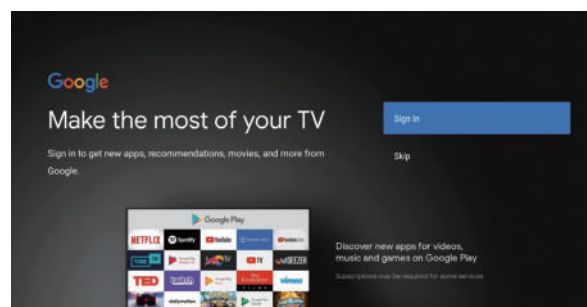 Google
Make the most of your TV
Sign in to get new apps, recommendations, movies, and more from
Google.
Sign in
Skip
Google Play
NETFLIX
Spotify
YouTube
TED
twitch
vimeo
DEEZER
dailymotion
Discover new apps for videos,
music and games on Google Play
Subscriptions may be required for some services